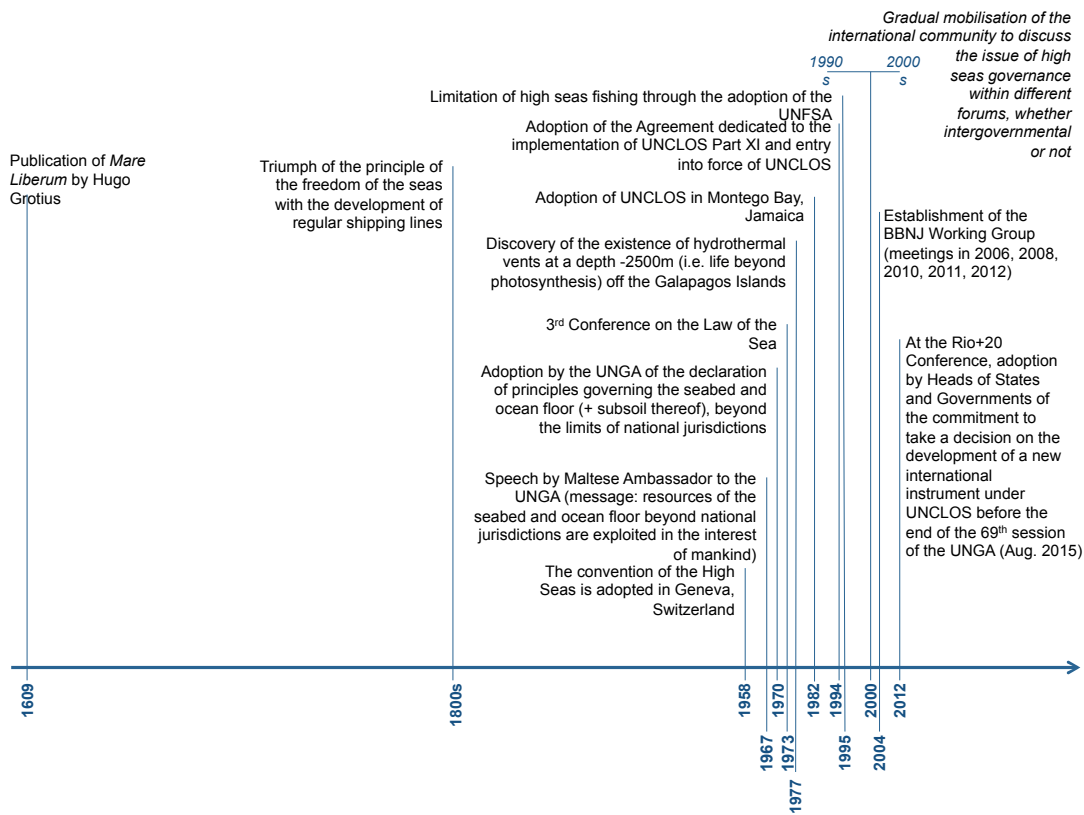 Gradual mobilisation of the
international community to discuss
the issue of high
seas governance
within different
forums, whether
intergovernmental
or not
1990
s
2000
s
Limitation of high seas fishing through the adoption of the
UNFSA
Adoption of the Agreement dedicated to the
implementation of UNCLOS Part XI and entry
into force of UNCLOS
Publication of Mare
Liberum by Hugo
Grotius
Triumph of the principle of
the freedom of the seas
with the development of
regular shipping lines
Adoption of UNCLOS in Montego Bay,
Jamaica
Establishment of the
BBNJ Working Group
(meetings in 2006, 2008,
2010, 2011, 2012)
Discovery of the existence of hydrothermal
vents at a depth -2500m (i.e. life beyond
photosynthesis) off the Galapagos Islands
3rd Conference on the Law of the
Sea
At the Rio+20
Conference, adoption
by Heads of States
and Governments of
the commitment to
take a decision on the
development of a new
international
instrument under
UNCLOS before the
end of the 69th session
of the UNGA (Aug. 2015)
Adoption by the UNGA of the declaration
of principles governing the seabed and
ocean floor (+ subsoil thereof), beyond
the limits of national jurisdictions
Speech by Maltese Ambassador to the
UNGA (message: resources of the
seabed and ocean floor beyond national
jurisdictions are exploited in the interest
of mankind)
The convention of the High
Seas is adopted in Geneva,
Switzerland
1609
1800s
1958
1967
1970
1973
1977
1982
1994
1995
2000
2004
2012